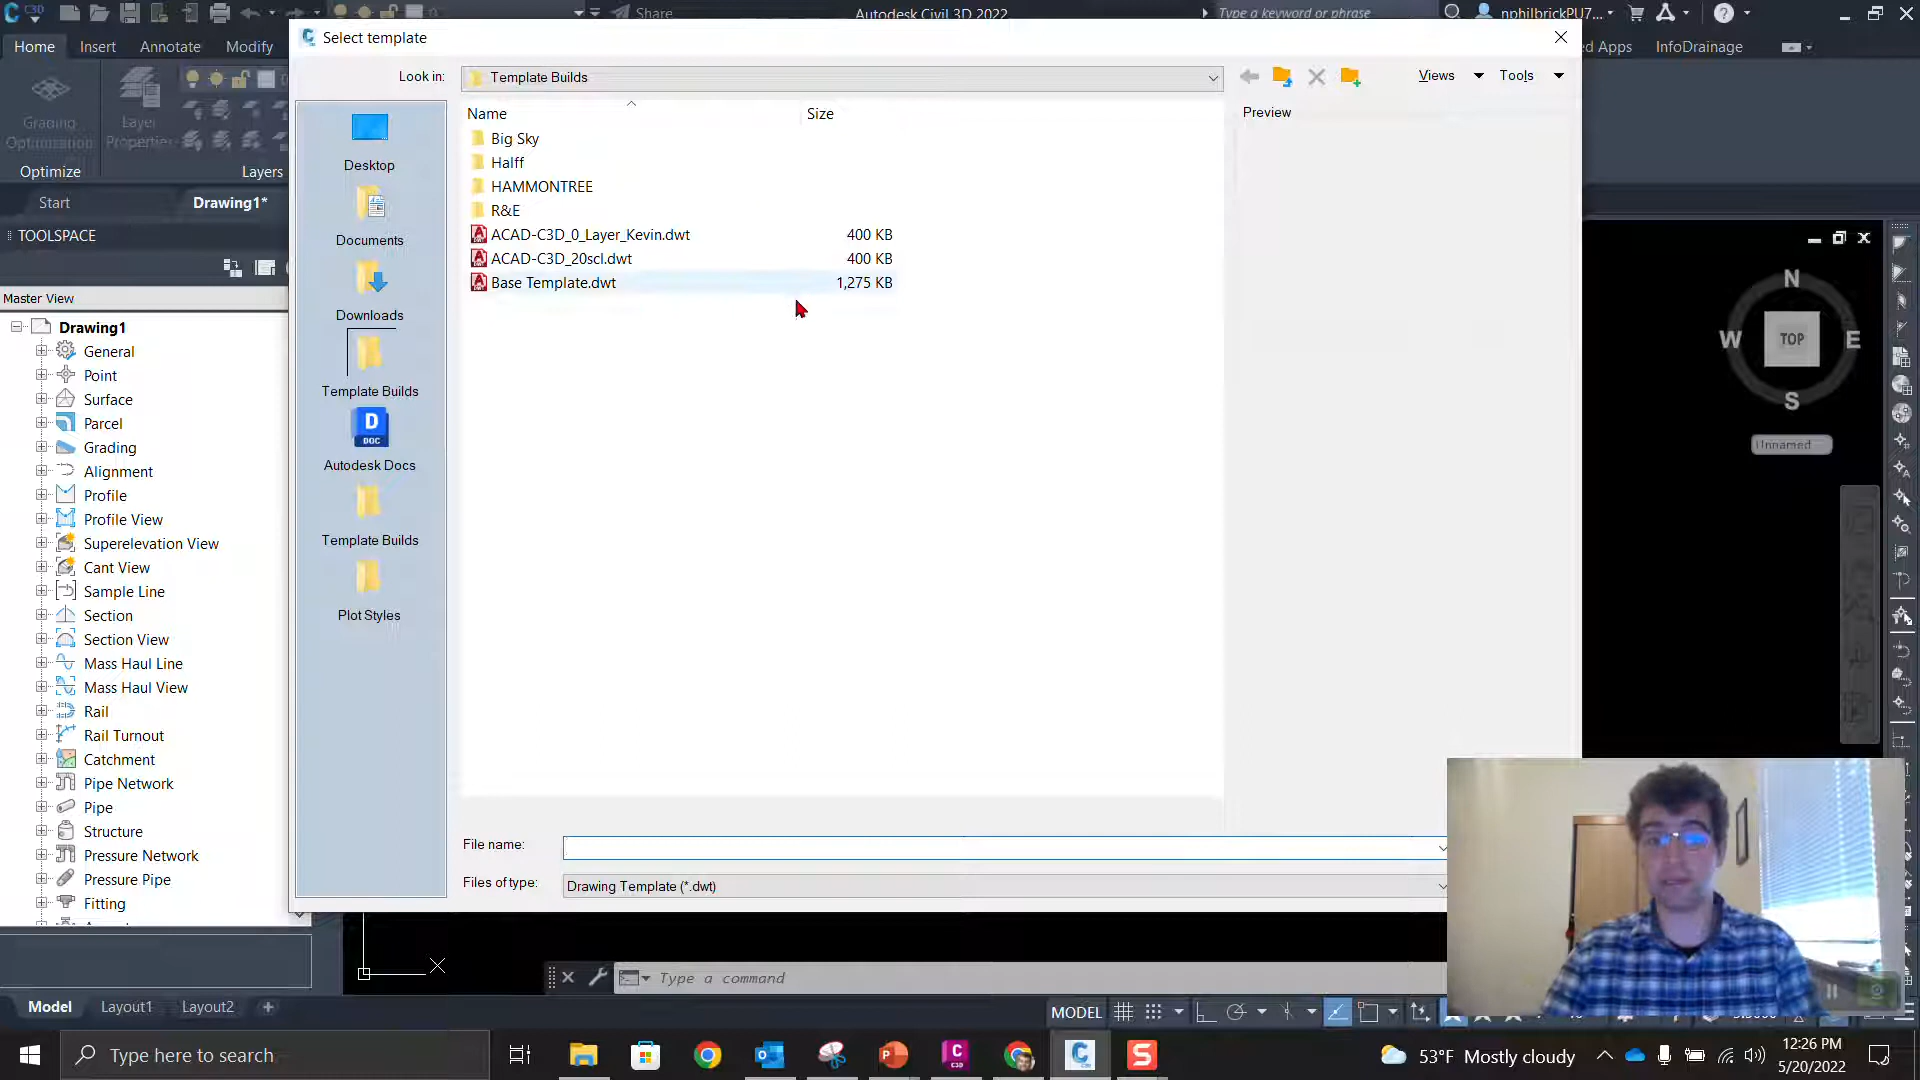 C3D
Share
Autodesk Civil 3D 2022
Type a keyword or phrase
nphilbrickPU7...
Home
Insert
Annotate
Modify
Select template
d Apps
InfoDrainage
Look in:
Template Builds
Views
Tools
Grading
Optimization
Layer
Properties
Optimize
Layers
Name
Size
Preview
Desktop
Documents
Downloads
Template Builds
Autodesk Docs
Template Builds
Plot Styles
D
DOC
Big Sky
Halff
HAMMONTREE
R&E
ACAD-C3D_0_Layer_Kevin.dwt 400 KB
ACAD-C3D_20scl.dwt 400 KB
Base Template.dwt 1,275 KB
Start
Drawing1*
TOOLSPACE
Master View
Drawing1
General
Point
Surface
Parcel
Grading
Alignment
Profile
Profile View
Superelevation View
Cant View
Sample Line
Section
Section View
Mass Haul Line
Mass Haul View
Rail
Rail Turnout
Catchment
Pipe Network
Pipe
Structure
Pressure Network
Pressure Pipe
Fitting
N
W
TOP
E
S
Unnamed
File name:
Files of type:
Drawing Template (*.dwt)
Type a command
Model
Layout1
Layout2
MODEL
Type here to search
53°F Mostly cloudy
12:26 PM
5/20/2022